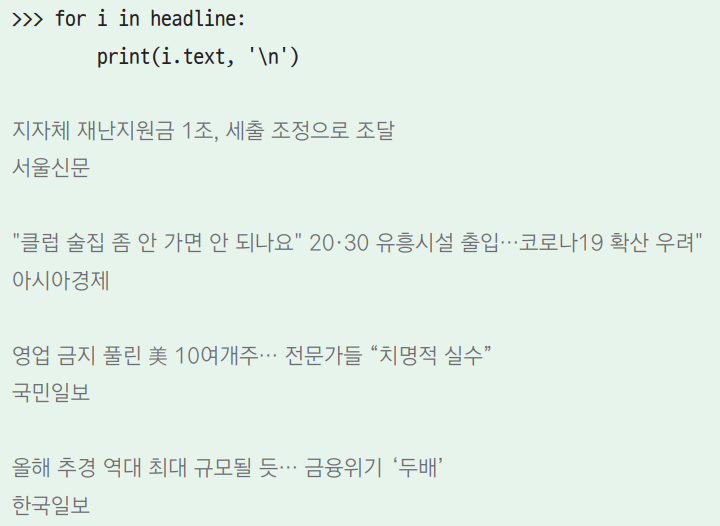 >>> for i in headline:
print(i.text, '\n')
지자체 재난지원금 1조, 세출 조정으로 조달
서울신문
"클럽 술집 좀 안 가면 안 되나요" 20·30 유흥시설 출입…코로나19 확산 우려"
아시아경제
영업 금지 풀린 美 10여개주… 전문가들 “치명적 실수”
국민일보
올해 추경 역대 최대 규모될 듯… 금융위기 ‘두배’
한국일보